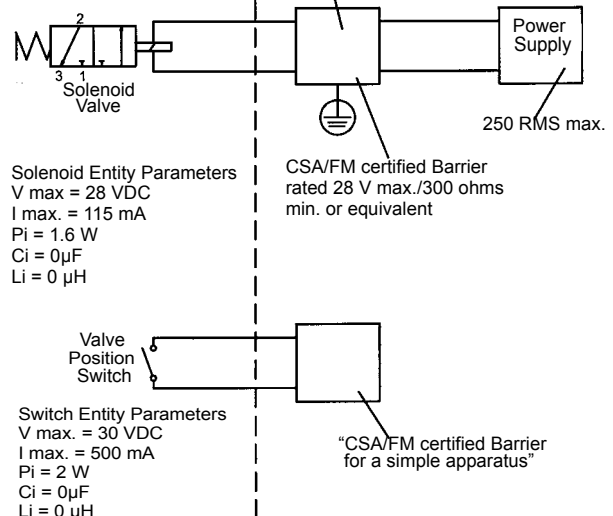 2
3 1
Solenoid
Valve
Power
Supply
250 RMS max.
CSA/FM certified Barrier
rated 28 V max./300 ohms
min. or equivalent
Solenoid Entity Parameters
V max = 28 VDC
I max. = 115 mA
Pi = 1.6 W
Ci = 0µF
Li = 0 µH
Valve
Position
Switch
Switch Entity Parameters
V max. = 30 VDC
I max. = 500 mA
Pi = 2 W
Ci = 0µF
Li = 0 µH
“CSA/FM certified Barrier
for a simple apparatus”